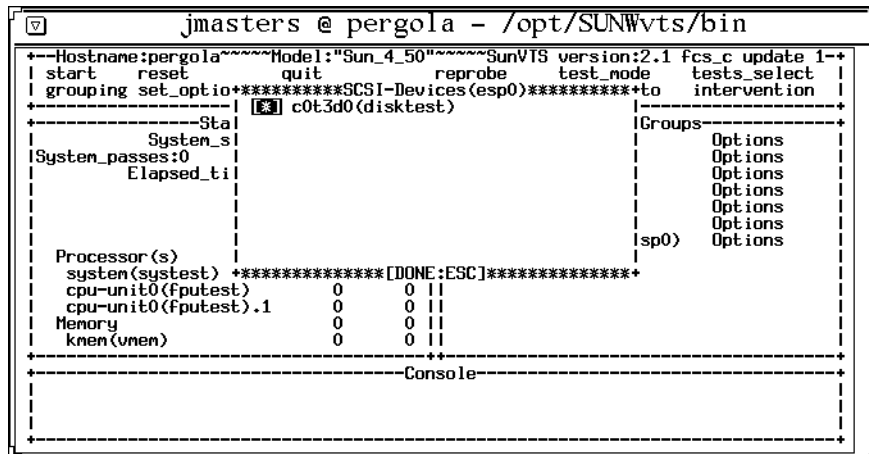 jmasters @ pergola - /opt/SUNWvts/bin
+--Hostname:pergola~~~~~Model:"Sun_4_50"~~~~~SunVTS version:2.1 fcs_c update 1-+
| start reset quit reprobe test_mode tests_select |
| grouping set_optio+**********SCSI-Devices(esp0)**********+to intervention |
+---------------------| [*] c0t3d0(disktest) |---------------------+
+-----------------Sta| |Groups--------------+
| System_s| | Options |
|System_passes:0 | | Options |
| Elapsed_ti| | Options |
| | | Options |
| | | Options |
| | | Options |
| | |sp0) Options |
| Processor(s) | | |
| system(systest) +**************[DONE:ESC]**************+ |
| cpu-unit0(fputest) 0 0 || |
| cpu-unit0(fputest).1 0 0 || |
| Memory 0 0 || |
| kmem(vmem) 0 0 || |
+------------------------------------------++------------------------------------------+
+---------------------------------------Console---------------------------------------+
| |
| |
| |
+--------------------------------------------------------------------------------------+